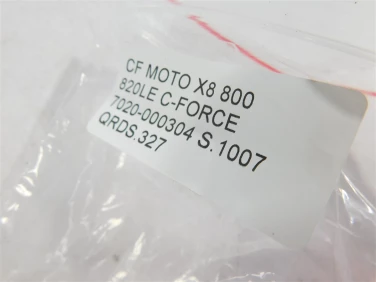 CF MOTO X8 800
820LE C-FORCE
7020-000304 S.1007
QRDS.327